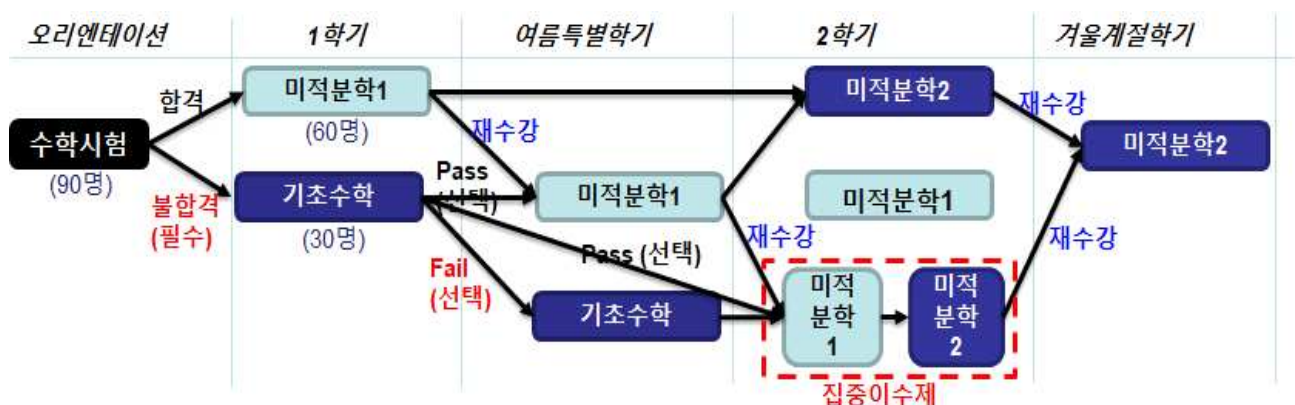 오리엔테이션
1학기
여름특별학기
2학기
겨울계절학기
수학시험
(90명)
합격
불합격
(필수)
미적분학1
(60명)
기초수학
(30명)
재수강
Pass
(선택)
Pass (선택)
Fail
(선택)
미적분학1
기초수학
재수강
미적분학2
미적분학1
미적
분학
1
미적
분학
2
집중이수제
재수강
재수강
미적분학2